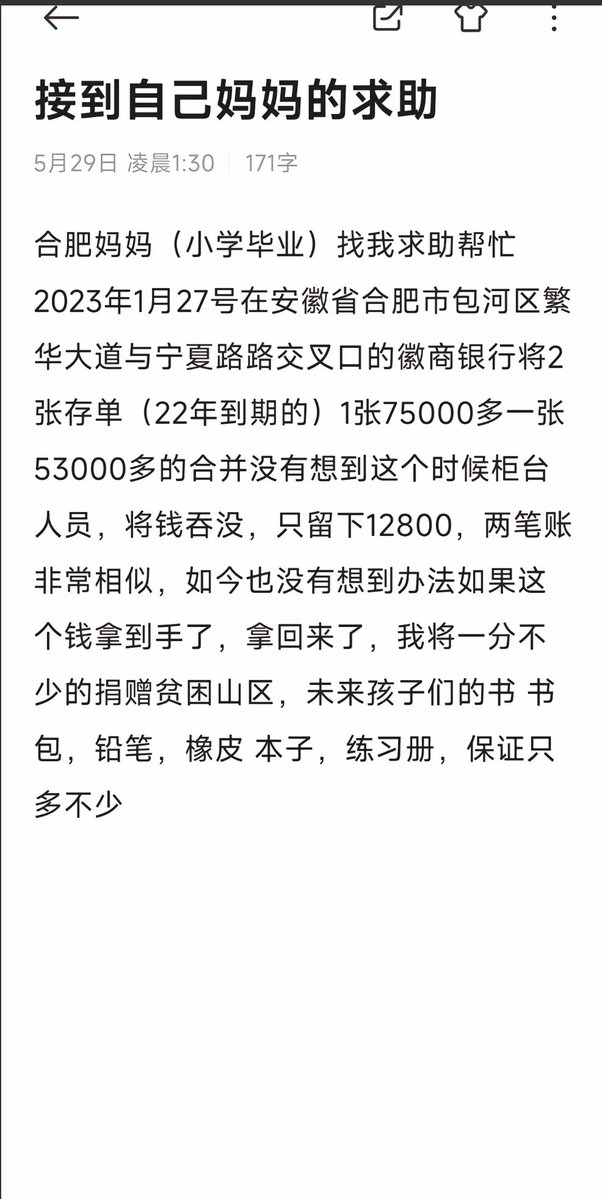 接到自己妈妈的求助
5月29日 凌晨1:30 | 171字
合肥妈妈（小学毕业）找我求助帮忙
2023年1月27号在安徽省合肥市包河区繁
华大道与宁夏路路交叉口的徽商银行将2
张存单（22年到期的）1张75000多一张
53000多的合并没有想到这个时候柜台
人员，将钱吞没，只留下12800，两笔账
非常相似，如今也没有想到办法如果这
个钱拿到手了，拿回来了，我将一分不
少的捐赠贫困山区，未来孩子们的书 书
包，铅笔，橡皮 本子，练习册，保证只
多不少